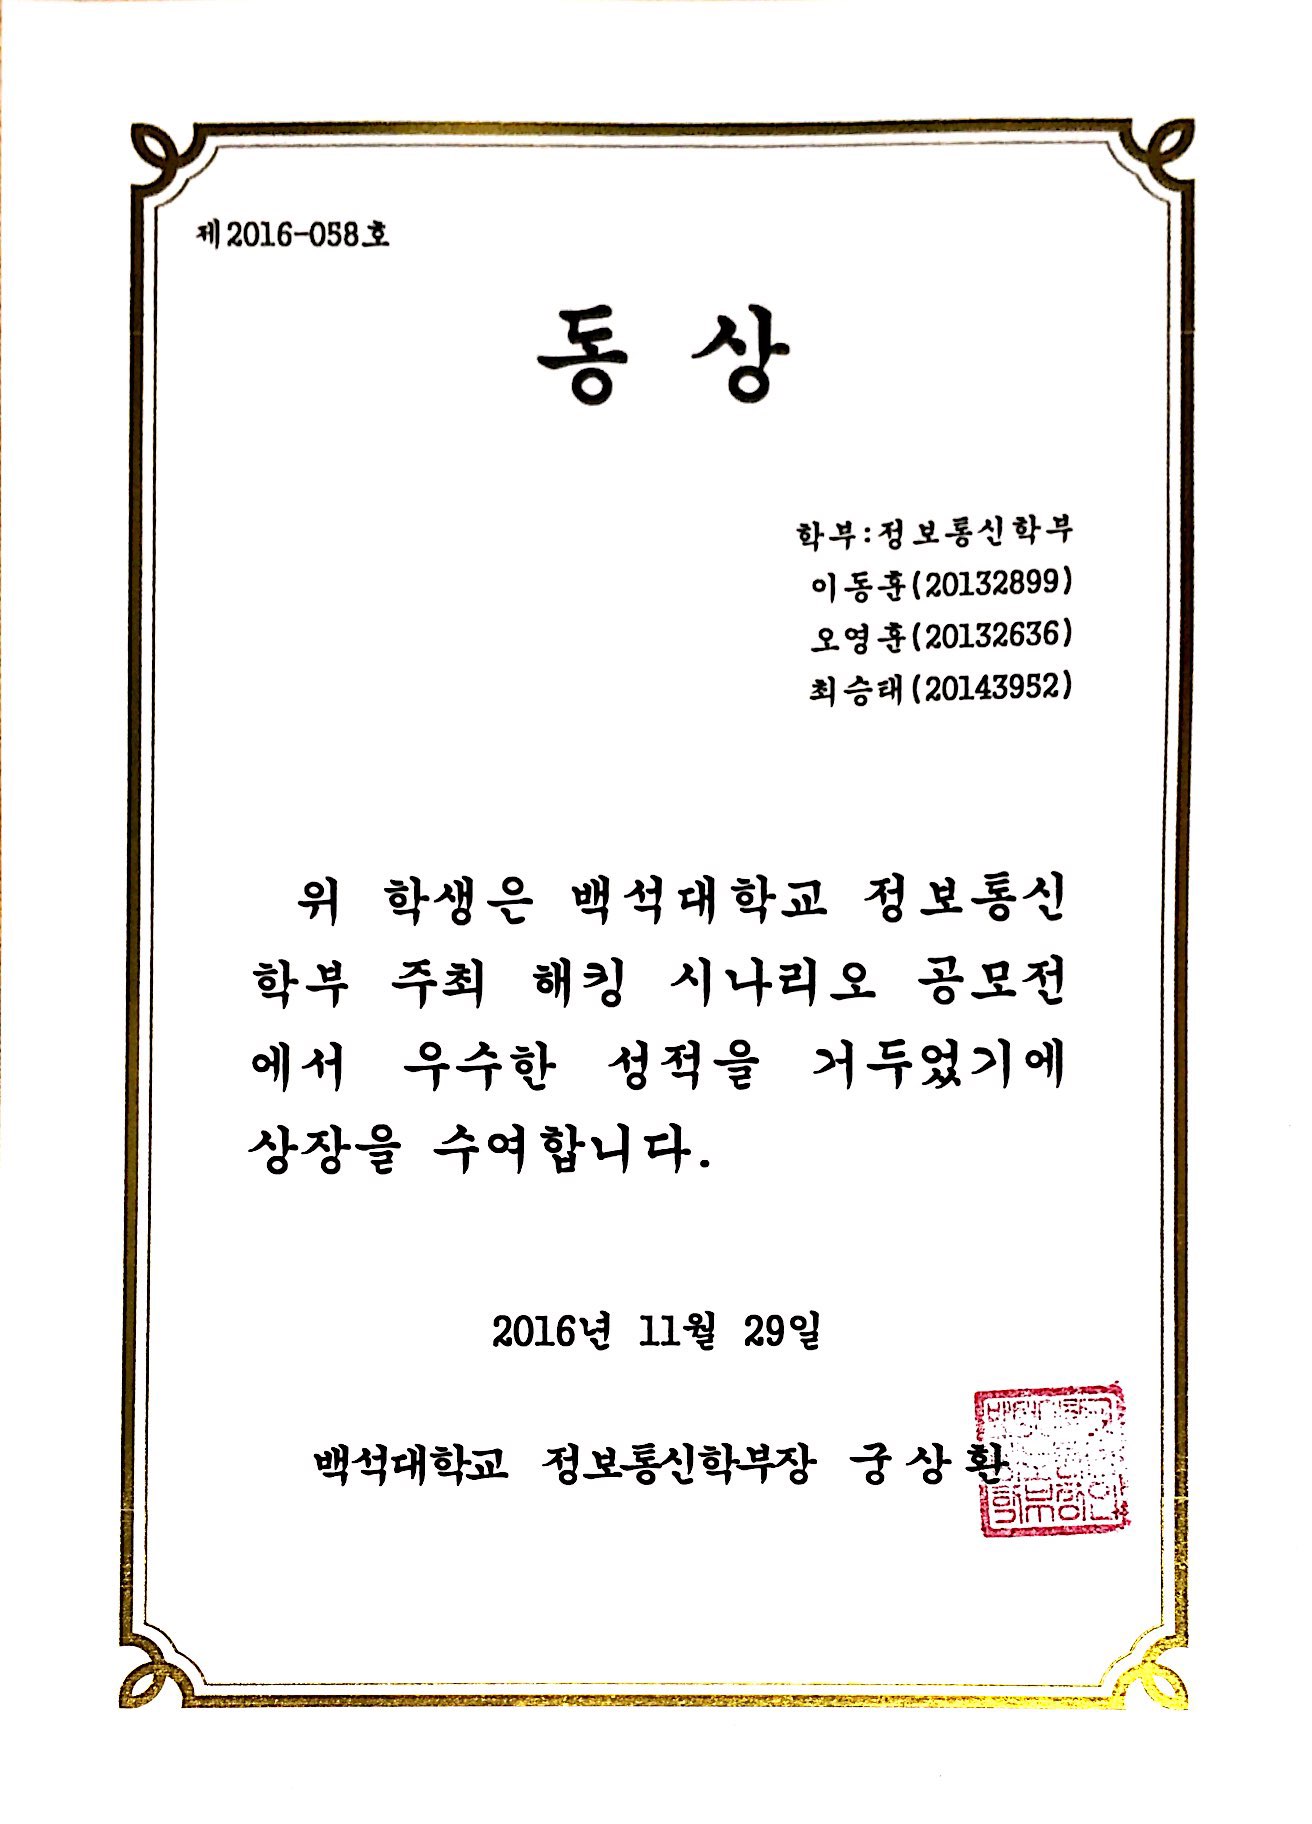 제2016-058호
동 상
학부:정보통신학부
이동훈(20132899)
오영훈(20132636)
최승태(20143952)
위 학생은 백석대학교 정보통신
학부 주최 해킹 시나리오 공모전
에서 우수한 성적을 거두었기에
상장을 수여합니다.
2016년 11월 29일
백석대학교 정보통신학부장 궁상환